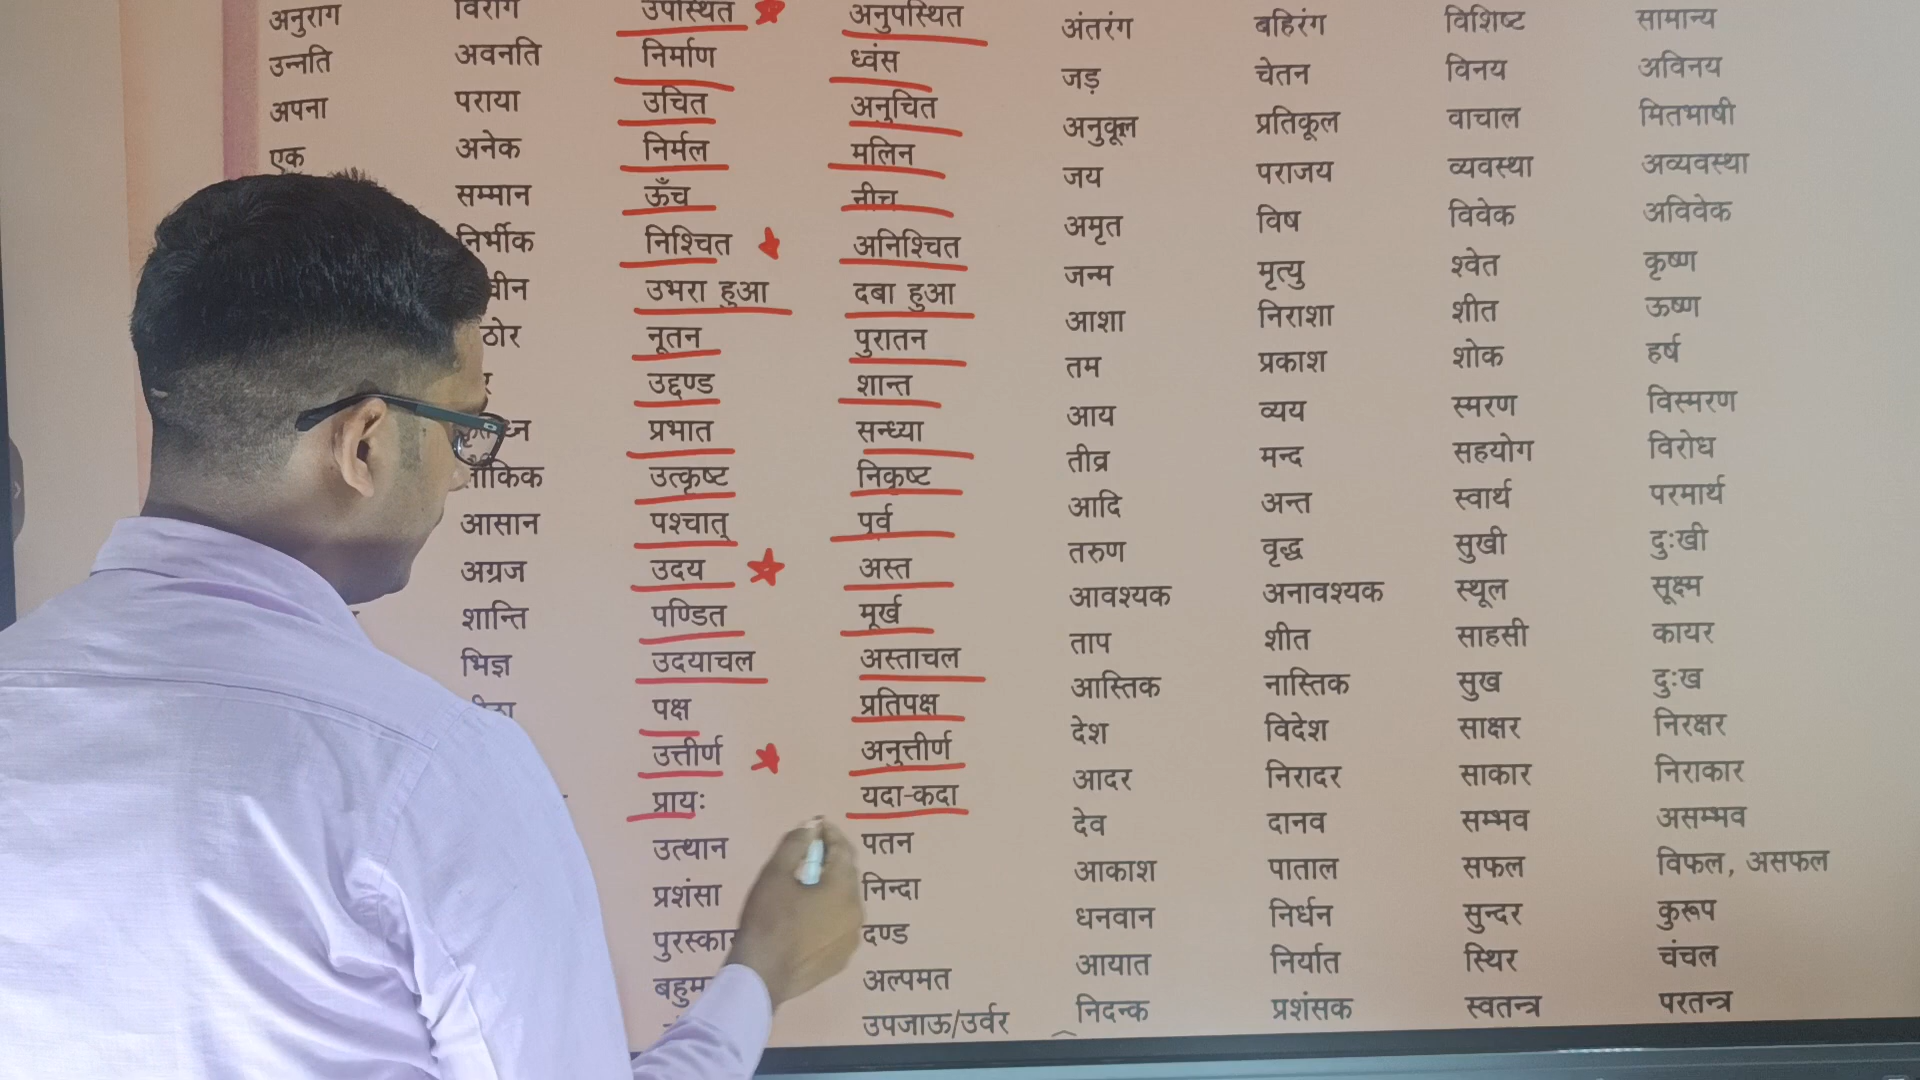 अनुराग विराग उपस्थित अनुपस्थित अंतरंग बहिरंग विशिष्ट सामान्य
उन्नति अवनति निर्माण ध्वंस जड़ चेतन विनय अविनय
अपना पराया उचित अनुचित अनुकूल प्रतिकूल वाचाल मितभाषी
एक अनेक निर्मल मलिन जय पराजय व्यवस्था अव्यवस्था
सम्मान ऊँच नीच अमृत विष विवेक अविवेक
निर्भीक निश्चित अनिश्चित जन्म मृत्यु श्वेत कृष्ण
उभरा हुआ दबा हुआ आशा निराशा शीत ऊष्ण
नूतन पुरातन तम प्रकाश शोक हर्ष
उद्दण्ड शान्त आय व्यय स्मरण विस्मरण
प्रभात सन्ध्या तीव्र मन्द सहयोग विरोध
उत्कृष्ट निकृष्ट आदि अन्त स्वार्थ परमार्थ
आसान पश्चात् पूर्व तरुण वृद्ध सुखी दुःखी
अग्रज उदय अस्त आवश्यक अनावश्यक स्थूल सूक्ष्म
शान्ति पण्डित मूर्ख ताप शीत साहसी कायर
भिज्ञ उदयाचल अस्ताचल आस्तिक नास्तिक सुख दुःख
पक्ष प्रतिपक्ष देश विदेश साक्षर निरक्षर
उत्तीर्ण अनुत्तीर्ण आदर निरादर साकार निराकार
प्रायः यदा-कदा देव दानव सम्भव असम्भव
उत्थान पतन आकाश पाताल सफल विफल, असफल
प्रशंसा निन्दा धनवान निर्धन सुन्दर कुरूप
दण्ड आयात निर्यात स्थिर चंचल
अल्पमत निदन्क प्रशंसक स्वतन्त्र परतन्त्र
उपजाऊ/उर्वर